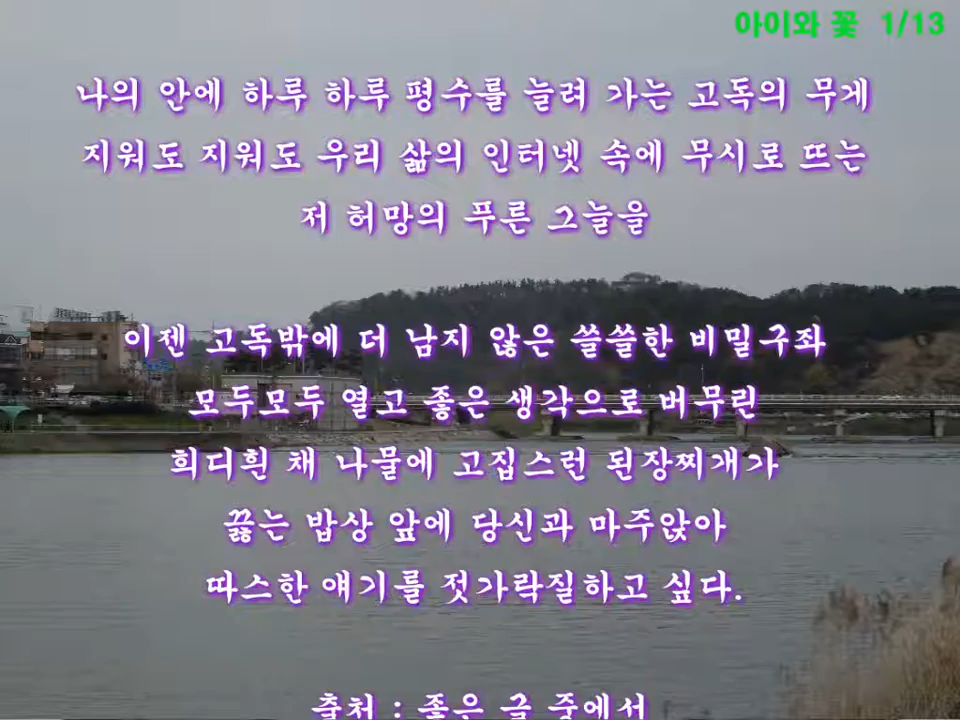 아이와 꽃 1/13
나의 안에 하루 하루 평수를 늘려 가는 고독의 무게
지워도 지워도 우리 삶의 인터넷 속에 무시로 뜨는
저 허망의 푸른 그늘을
이젠 고독밖에 더 남지 않은 쓸쓸한 비밀구좌
모두모두 열고 좋은 생각으로 버무린
희디흰 채 나물에 고집스런 된장찌개가
끓는 밥상 앞에 당신과 마주앉아
따스한 얘기를 젓가락질하고 싶다.
출처 : 좋은 글 중에서